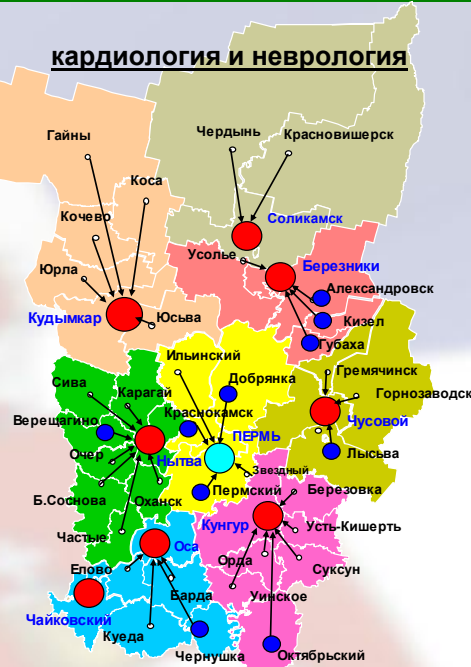 кардиология и неврология
Гайны
Чердынь
Красновишерск
Коса
Кочево
Соликамск
Усолье
Березники
Юрла
Александровск
Кудымкар
Юсьва
Кизел
Губаха
Ильинский
Гремячинск
Сива
Добрянка
Карагай
Горнозаводск
Краснокамск
Верещагино
ПЕРМЬ
Чусовой
Очер
Нытва
Лысьва
Звездный
Б.Соснова
Оханск
Пермский
Березовка
Кунгур
Усть-Кишерть
Частые
Оса
Орда
Суксун
Елово
Барда
Уинское
Чайковский
Куеда
Чернушка
Октябрьский